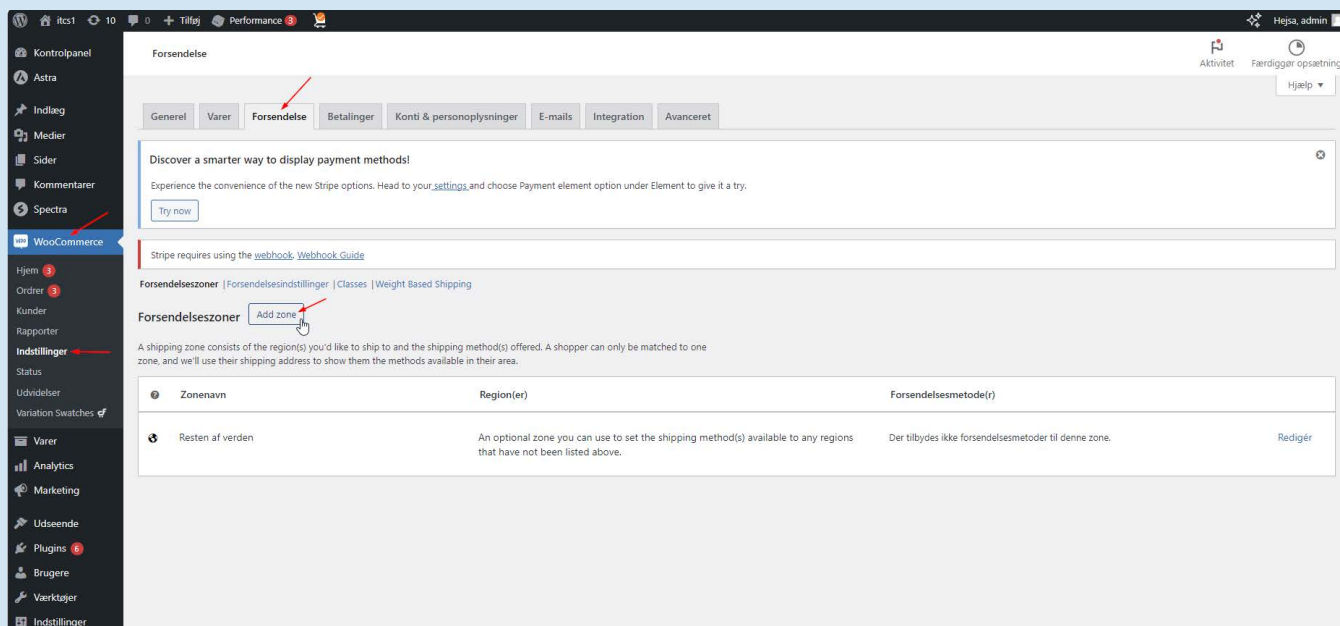 itcs1 10 0 Tilføj Performance 3
Hejsa, admin
Kontrolpanel
Astra
Indlæg
Medier
Sider
Kommentarer
Spectra
WooCommerce
Hjem 3
Ordrer 3
Kunder
Rapporter
Indstillinger
Status
Udvidelser
Variation Swatches
Varer
Analytics
Marketing
Udseende
Plugins 6
Brugere
Værktøjer
Indstillinger
Forsendelse
Aktivitet
Færdiggør opsætning
Hjælp
Generel Varer Forsendelse Betalinger Konti & personoplysninger E-mails Integration Avanceret
Discover a smarter way to display payment methods!
Experience the convenience of the new Stripe options. Head to your settings and choose Payment element option under Element to give it a try.
Try now
Stripe requires using the webhook. Webhook Guide
Forsendelseszoner | Forsendelsesindstillinger | Classes | Weight Based Shipping
Forsendelseszoner Add zone
A shipping zone consists of the region(s) you'd like to ship to and the shipping method(s) offered. A shopper can only be matched to one
zone, and we'll use their shipping address to show them the methods available in their area.
Zonenavn Region(er) Forsendelsesmetode(r)
Resten af verden An optional zone you can use to set the shipping method(s) available to any regions Der tilbydes ikke forsendelsesmetoder til denne zone. Redigér
that have not been listed above.